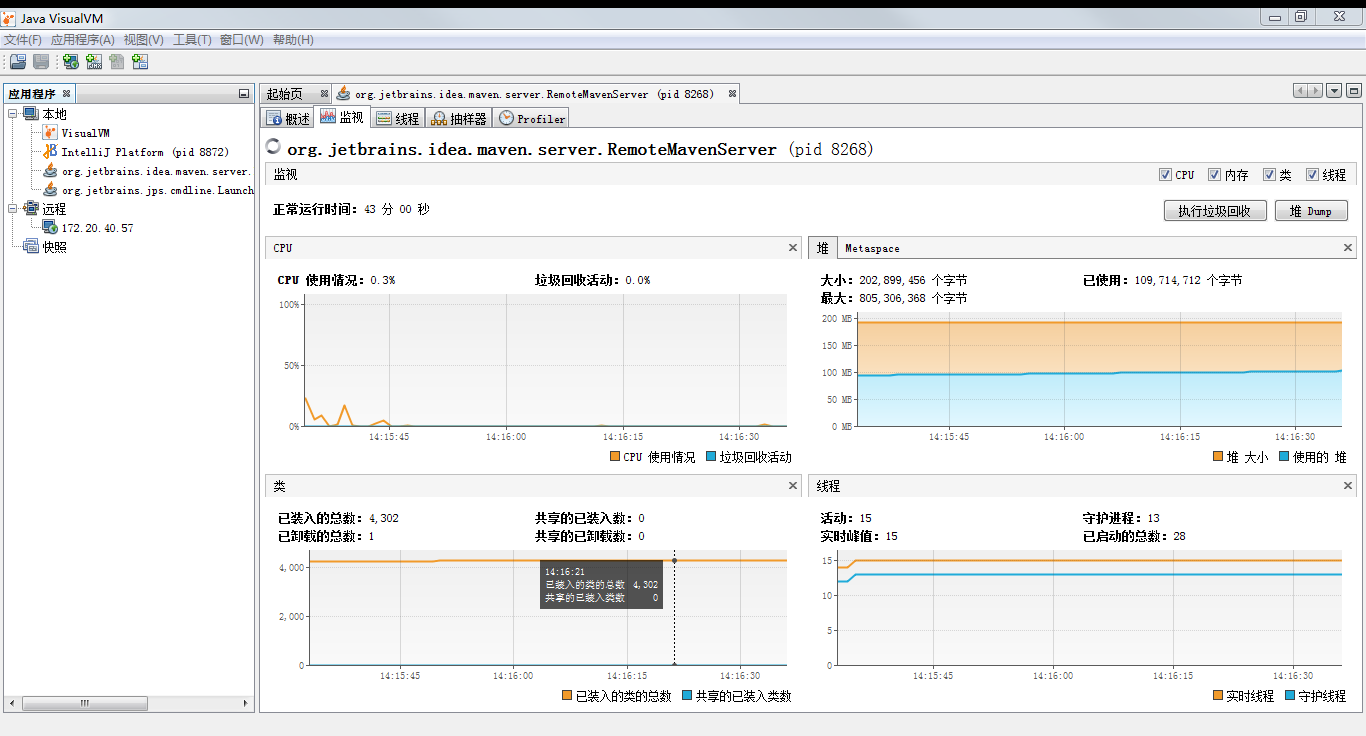 Java VisualVM
文件(F) 应用程序(A) 视图(V) 工具(T) 窗口(W) 帮助(H)
应用程序
本地
VisualVM
IntelliJ Platform (pid 8872)
org.jetbrains.idea.maven.server.
org.jetbrains.jps.cmdline.Launch
远程
172.20.40.57
快照
起始页 org.jetbrains.idea.maven.server.RemoteMavenServer (pid 8268)
概述 监视 线程 抽样器 Profiler
org.jetbrains.idea.maven.server.RemoteMavenServer (pid 8268)
监视 CPU 内存 类 线程
正常运行时间: 43 分 00 秒 执行垃圾回收 堆 Dump
CPU
CPU 使用情况: 0.3% 垃圾回收活动: 0.0%
100%
50%
0%
14:15:45 14:16:00 14:16:15 14:16:30
CPU 使用情况 垃圾回收活动
堆 Metaspace
大小: 202,899,456 个字节 已使用: 109,714,712 个字节
最大: 805,306,368 个字节
200 MB
150 MB
100 MB
50 MB
0 MB
14:15:45 14:16:00 14:16:15 14:16:30
堆 大小 使用的 堆
类
已装入的总数: 4,302 共享的已装入数: 0
已卸载的总数: 1 共享的已卸载数: 0
4,000
2,000
0
14:16:21
已装入的类的总数 4,302
共享的已装入类数 0
14:15:45 14:16:00 14:16:15 14:16:30
已装入的类的总数 共享的已装入类数
线程
活动: 15 守护进程: 13
实时峰值: 15 已启动的总数: 28
15
10
5
0
14:15:45 14:16:00 14:16:15 14:16:30
实时线程 守护线程